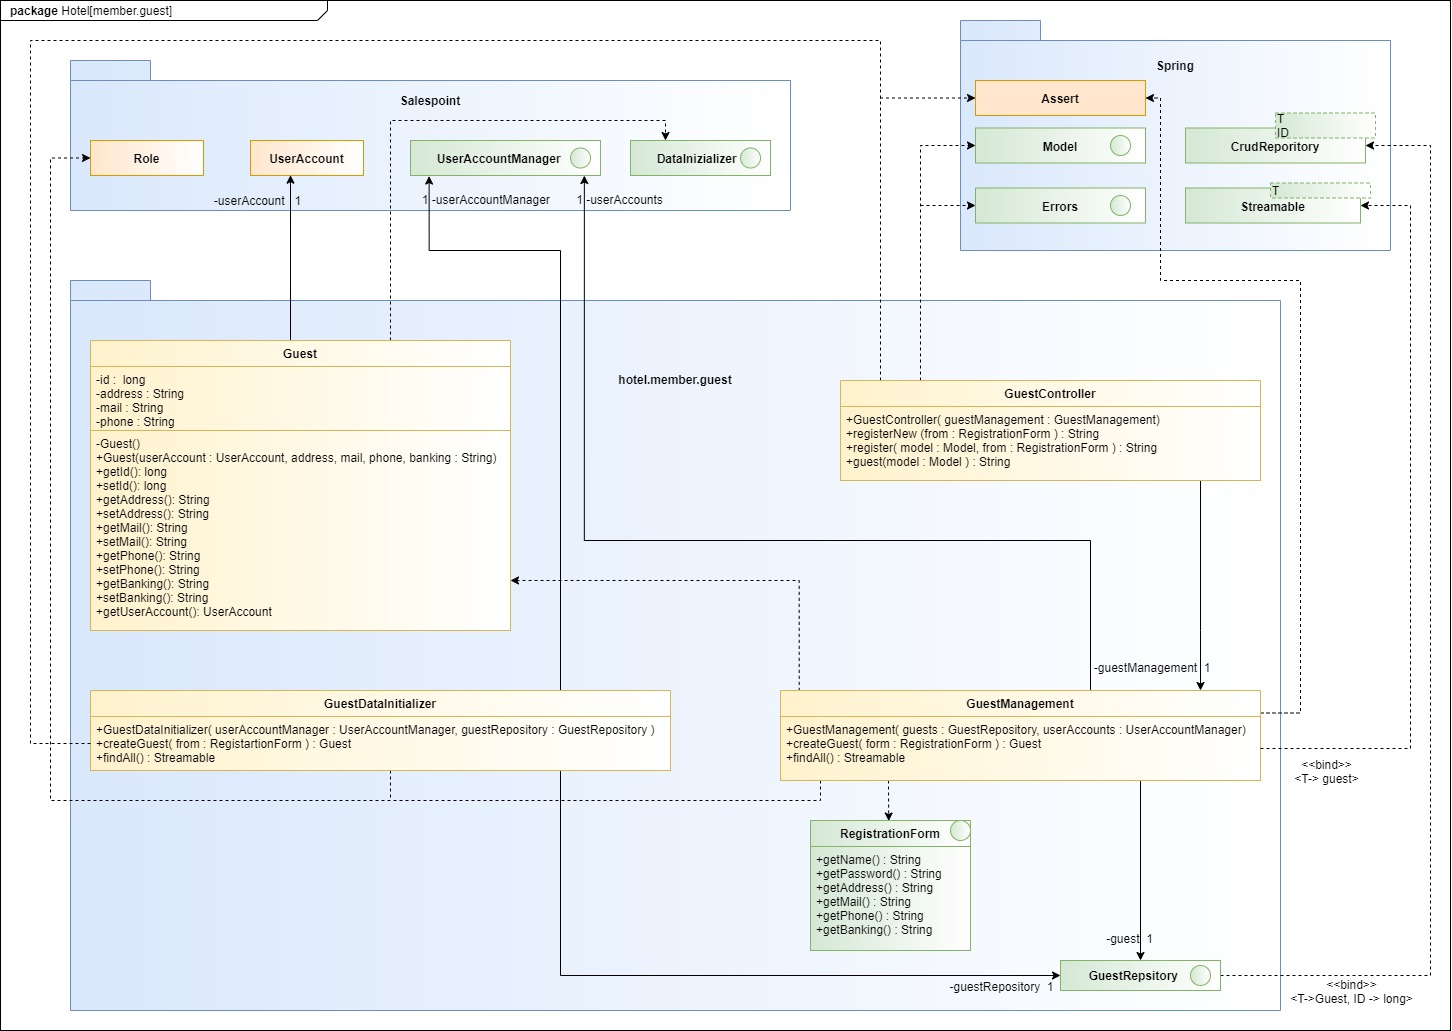 package Hotel[member.guest]
Salespoint
Role
UserAccount
UserAccountManager
DataInizializer
-userAccount 1
1 -userAccountManager
1 -userAccounts
Spring
Assert
Model
Errors
T
ID
CrudReporitory
T
Streamable
hotel.member.guest
Guest
-id : long
-address : String
-mail : String
-phone : String
-Guest()
+Guest(userAccount : UserAccount, address, mail, phone, banking : String)
+getId(): long
+setId(): long
+getAddress(): String
+setAddress(): String
+getMail(): String
+setMail(): String
+getPhone(): String
+setPhone(): String
+getBanking(): String
+setBanking(): String
+getUserAccount(): UserAccount
GuestController
+GuestController( guestManagement : GuestManagement)
+registerNew (from : RegistrationForm ) : String
+register( model : Model, from : RegistrationForm ) : String
+guest(model : Model ) : String
-guestManagement 1
GuestDataInitializer
+GuestDataInitializer( userAccountManager : UserAccountManager, guestRepository : GuestRepository )
+createGuest( from : RegistartionForm ) : Guest
+findAll() : Streamable
GuestManagement
+GuestManagement( guests : GuestRepository, userAccounts : UserAccountManager)
+createGuest( form : RegistrationForm ) : Guest
+findAll() : Streamable
<<bind>>
<T-> guest>
RegistrationForm
+getName() : String
+getPassword() : String
+getAddress() : String
+getMail() : String
+getPhone() : String
+getBanking() : String
-guest 1
GuestRepsitory
-guestRepository 1
<<bind>>
<T->Guest, ID -> long>